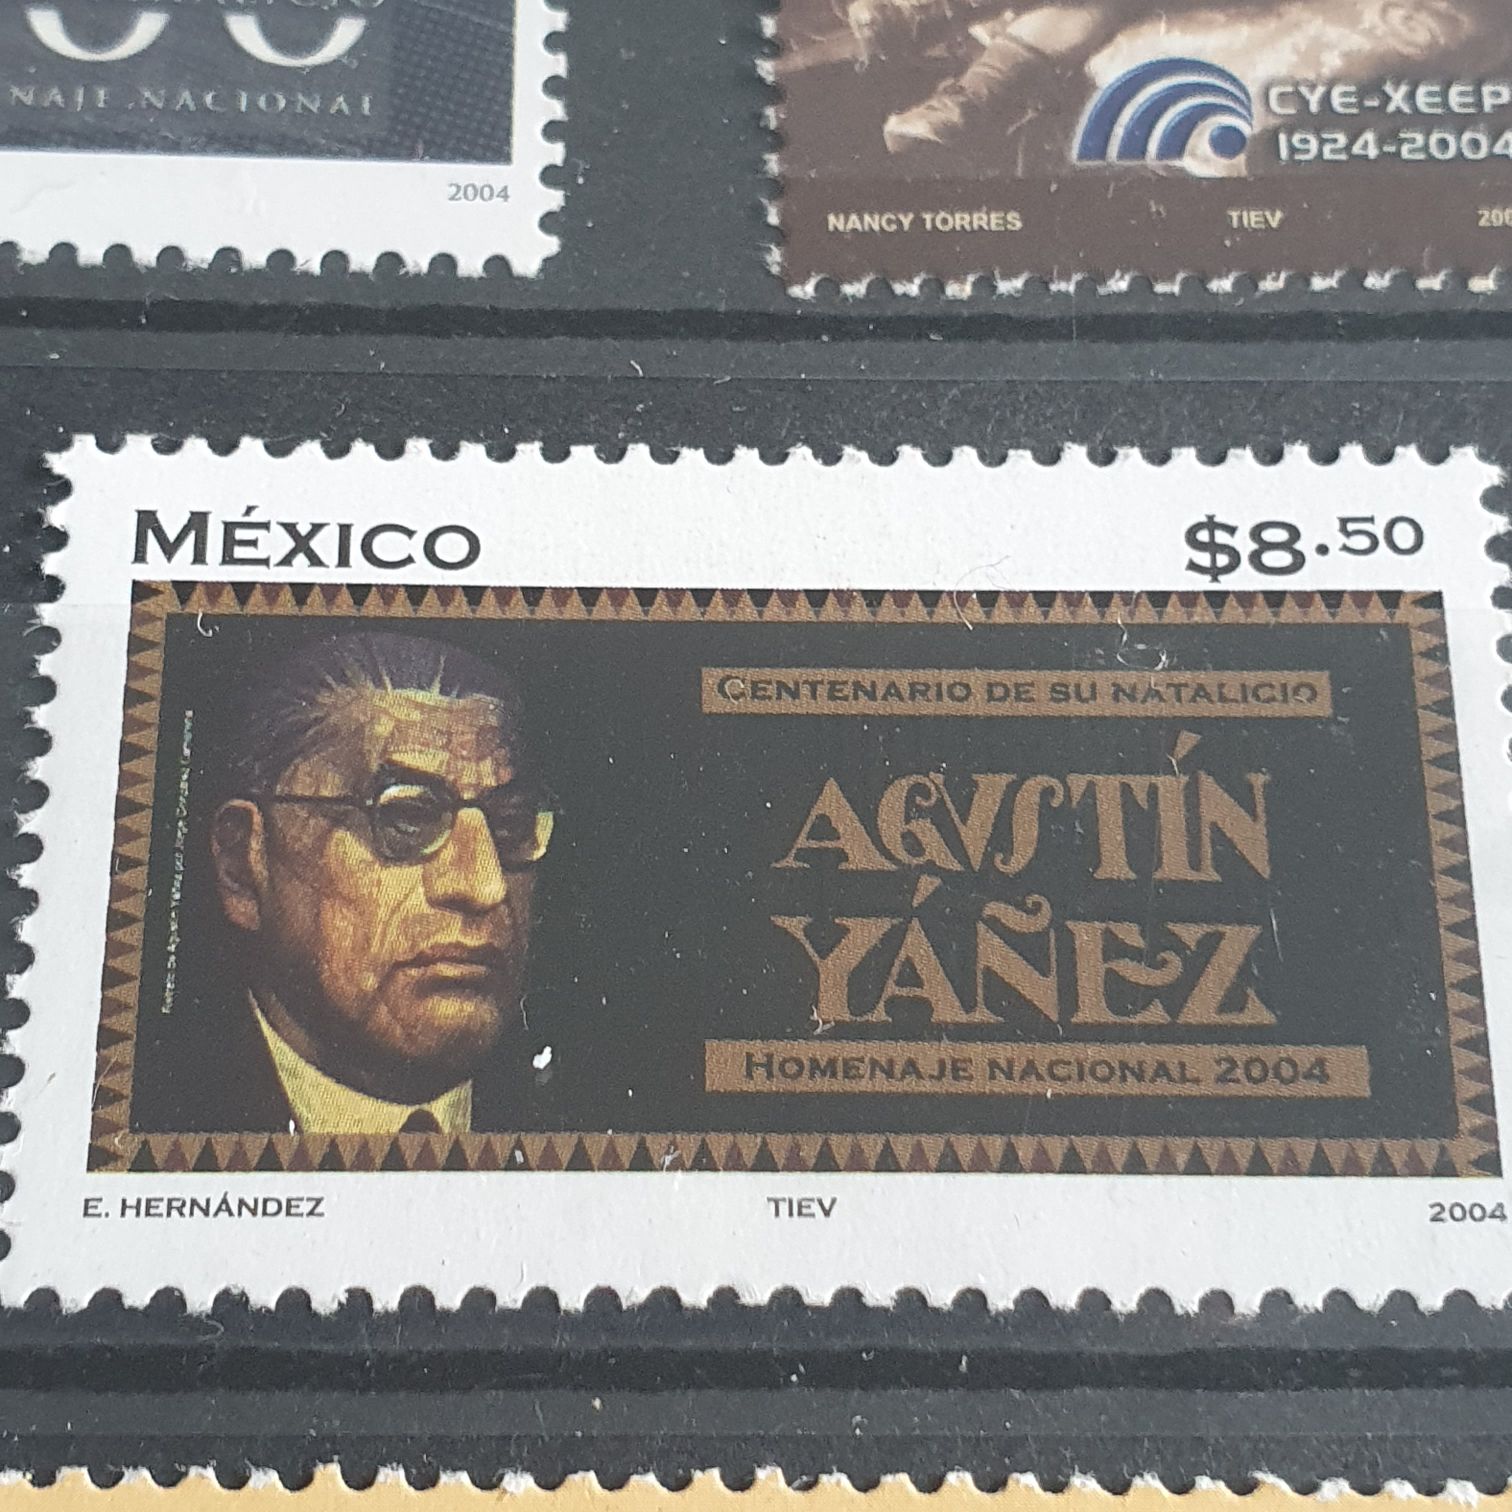 NAJE NACIONAL
2004
CYE-XEEP
1924-2004
NANCY TORRES TIEV
MÉXICO $8.50
CENTENARIO DE SU NATALICIO
AGUSTÍN
YÁÑEZ
HOMENAJE NACIONAL 2004
E. HERNÁNDEZ TIEV 2004